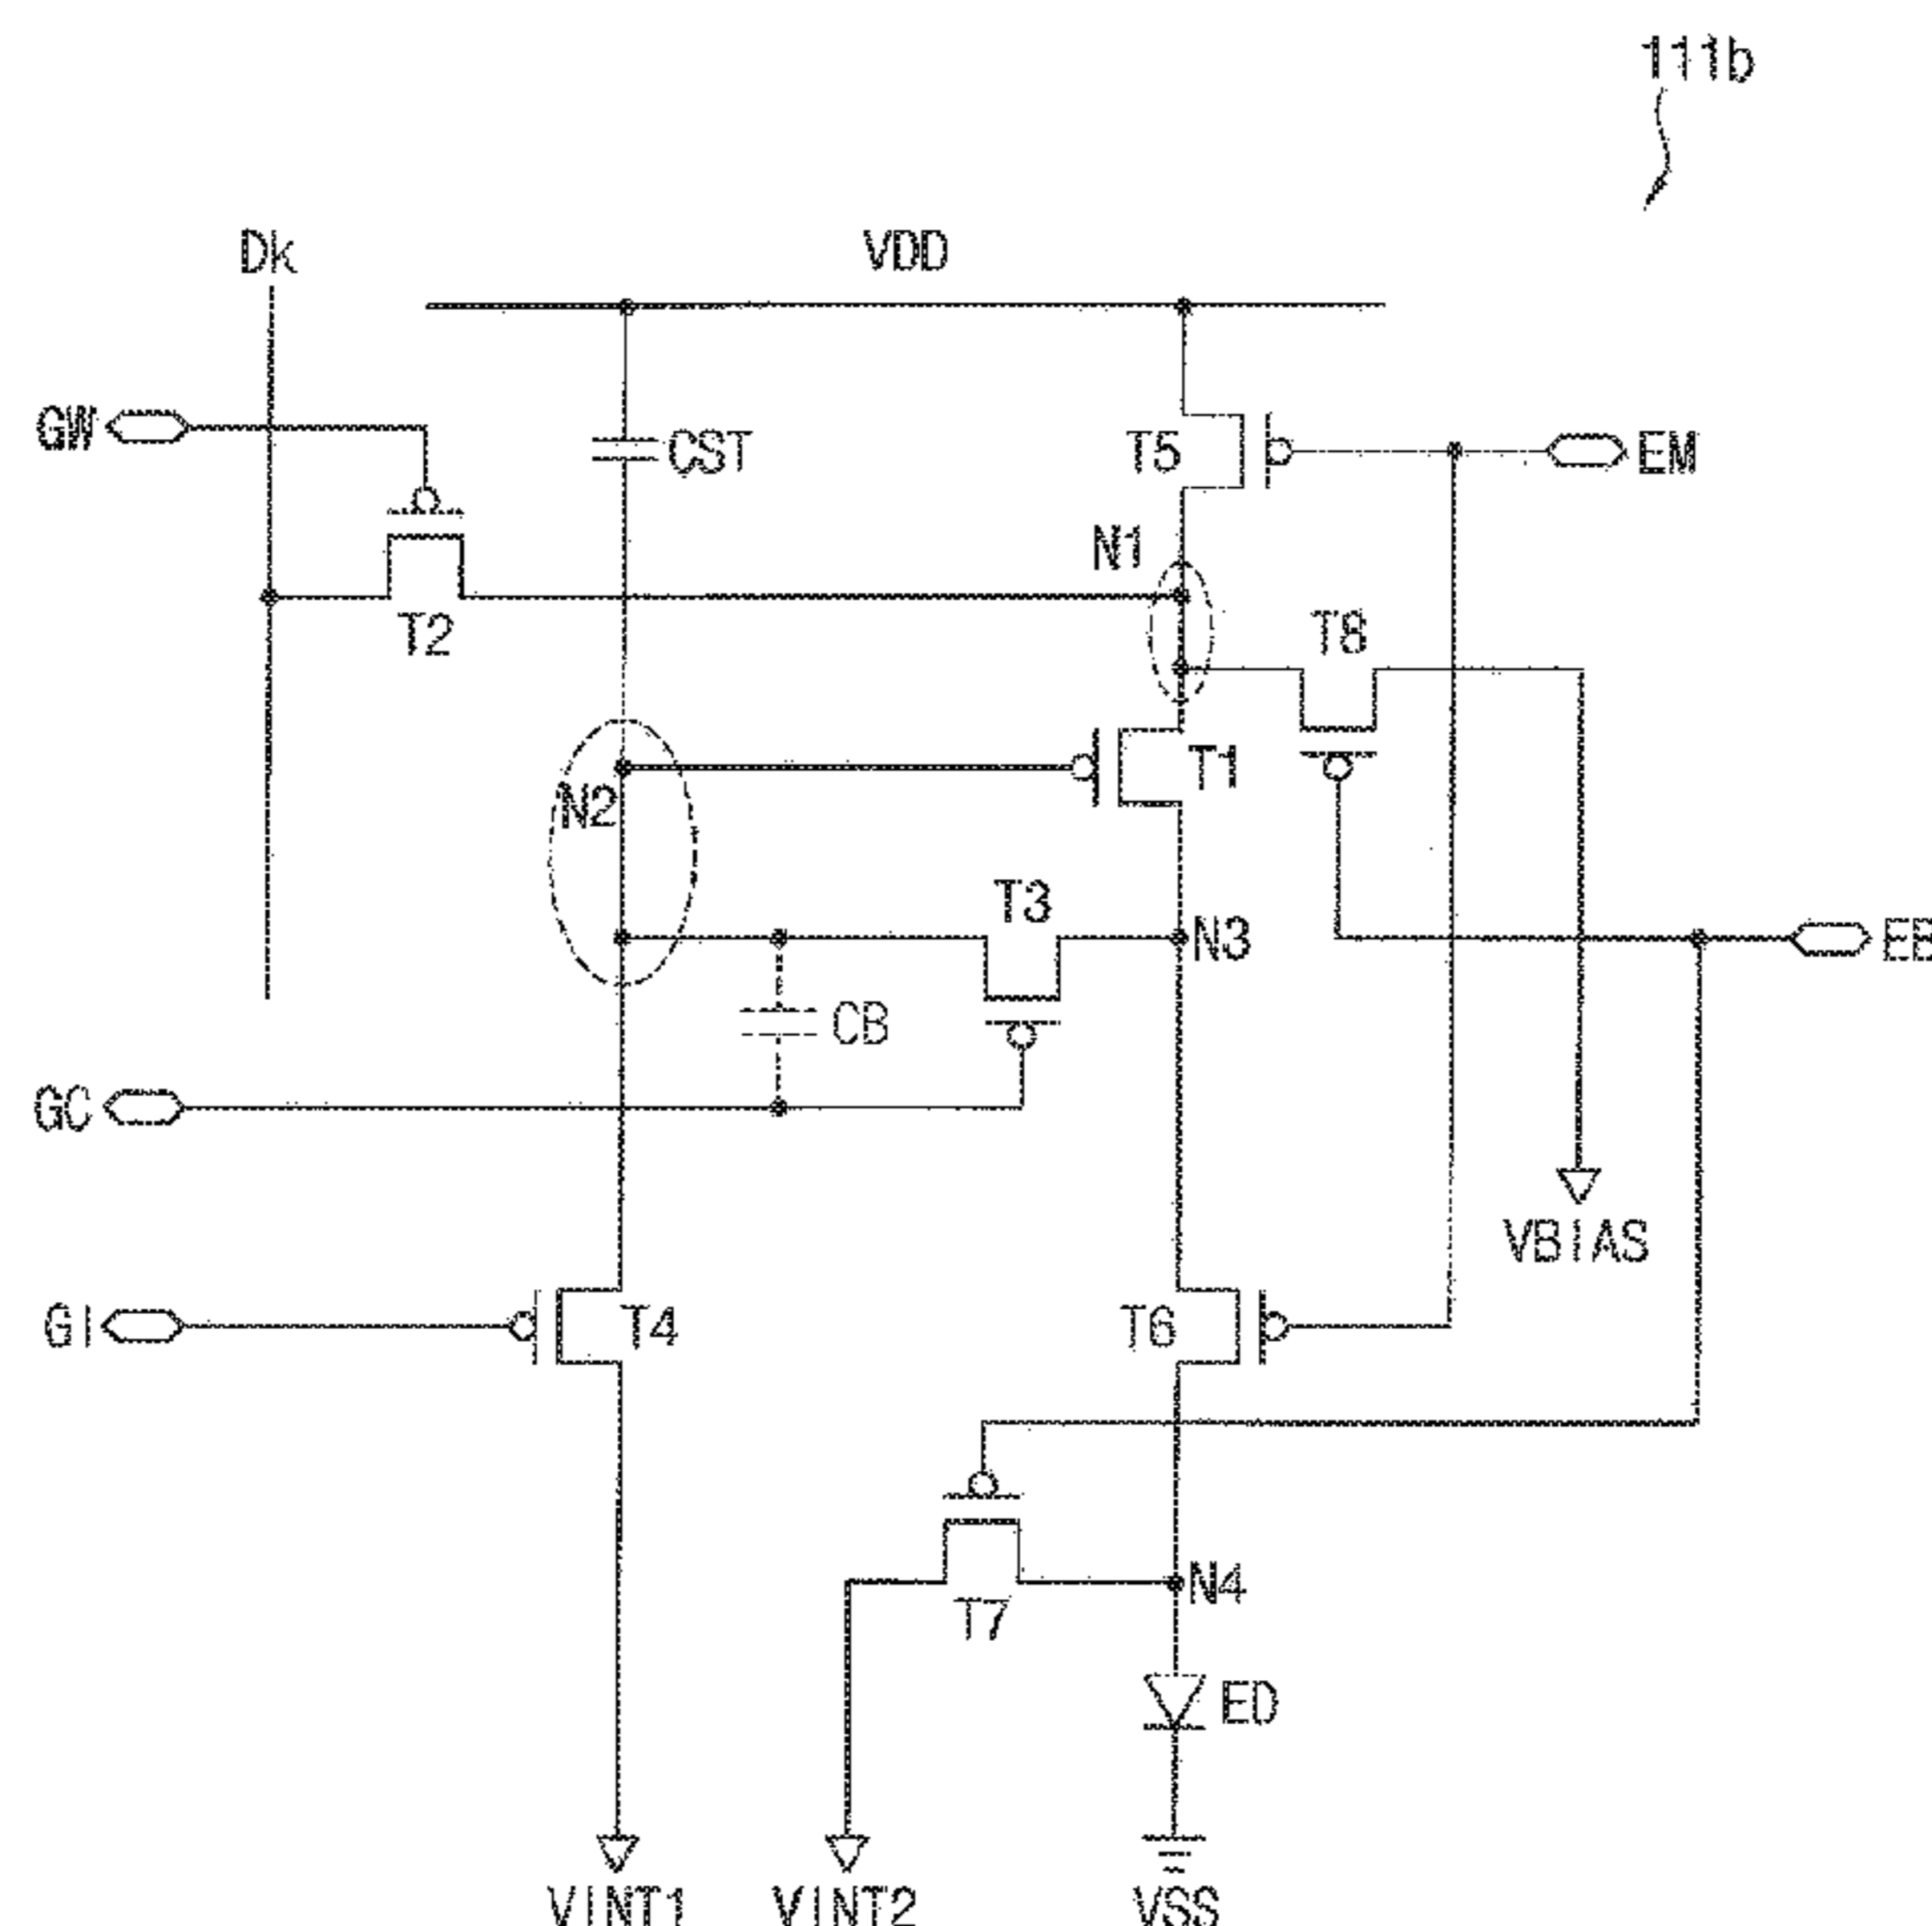 111b
Dk
VDD
GW
CST
T5
EM
N1
T2
T8
N2
T1
T3
N3
EB
CB
GC
VBIAS
GI
T4
T6
T7
N4
ED
VINT1
VINT2
VSS